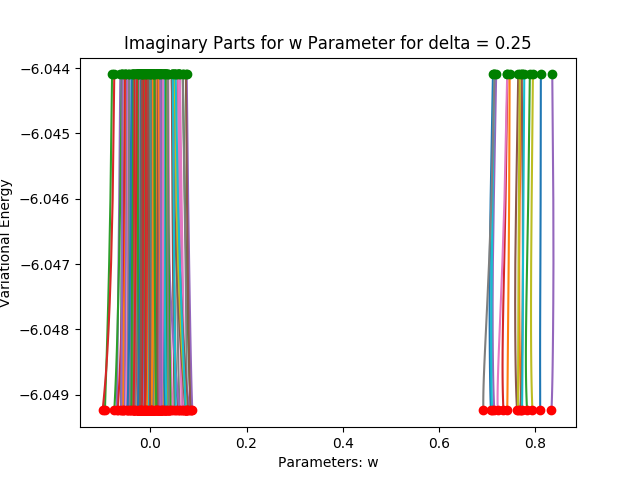 Imaginary Parts for w Parameter for delta = 0.25
−6.044
−6.045
−6.046
−6.047
−6.048
−6.049
Variational Energy
0.0 0.2 0.4 0.6 0.8
Parameters: w